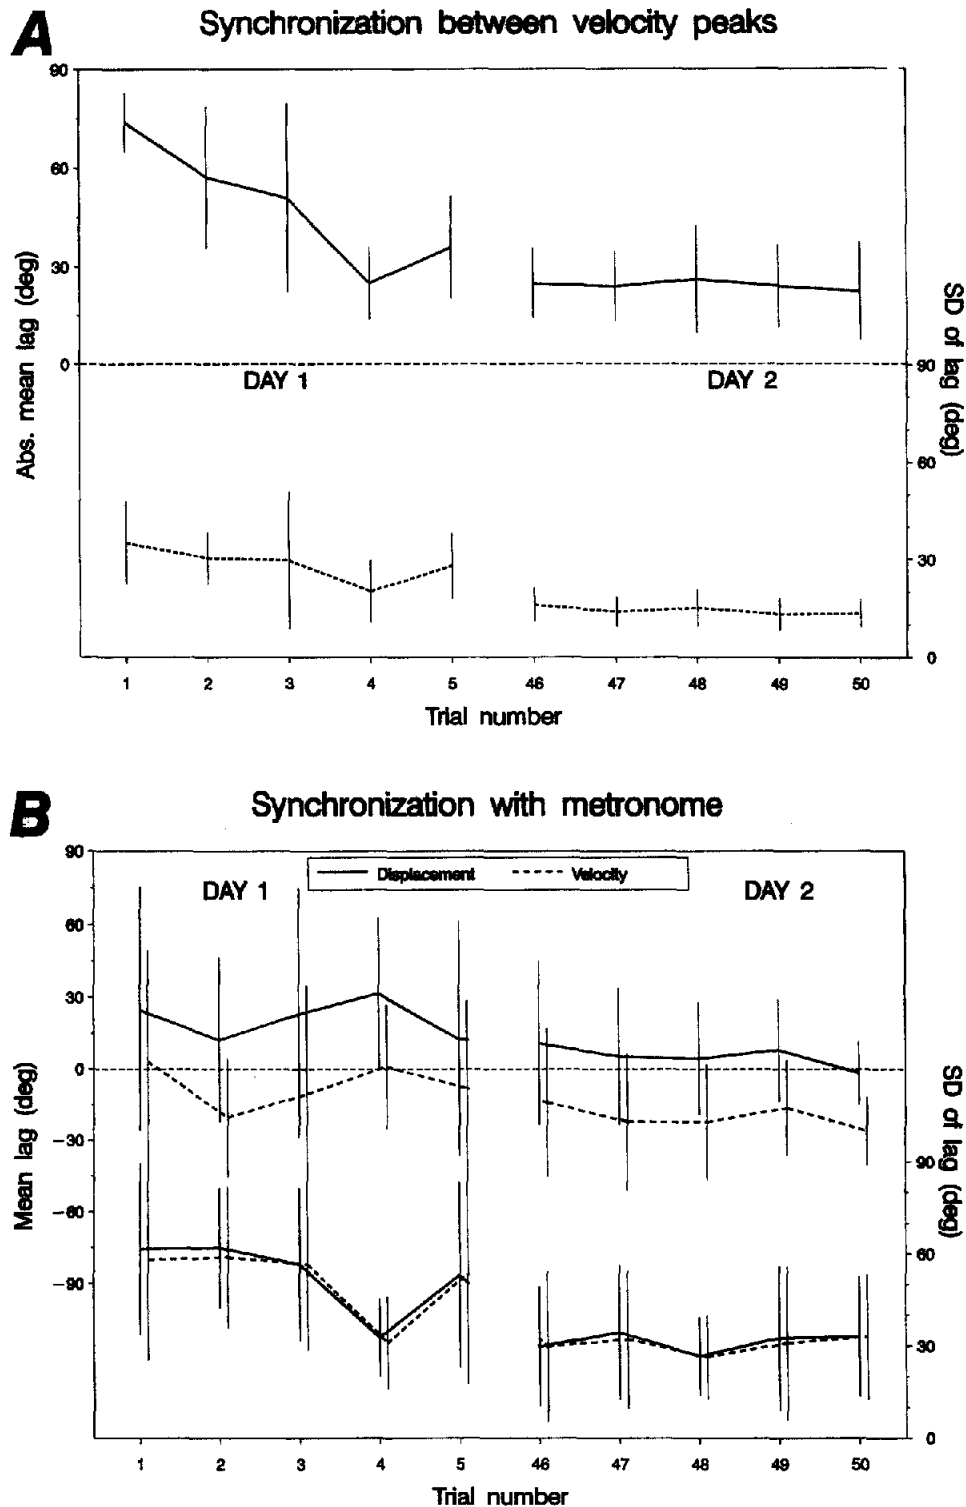 A
Synchronization between velocity peaks
90
60
30
0
90
60
30
0
Abs. mean lag (deg)
SD of lag (deg)
DAY 1
DAY 2
1 2 3 4 5 46 47 48 49 50
Trial number
B
Synchronization with metronome
90
60
30
0
−30
−60
−90
90
60
30
0
Mean lag (deg)
SD of lag (deg)
Displacement Velocity
DAY 1
DAY 2
1 2 3 4 5 46 47 48 49 50
Trial number